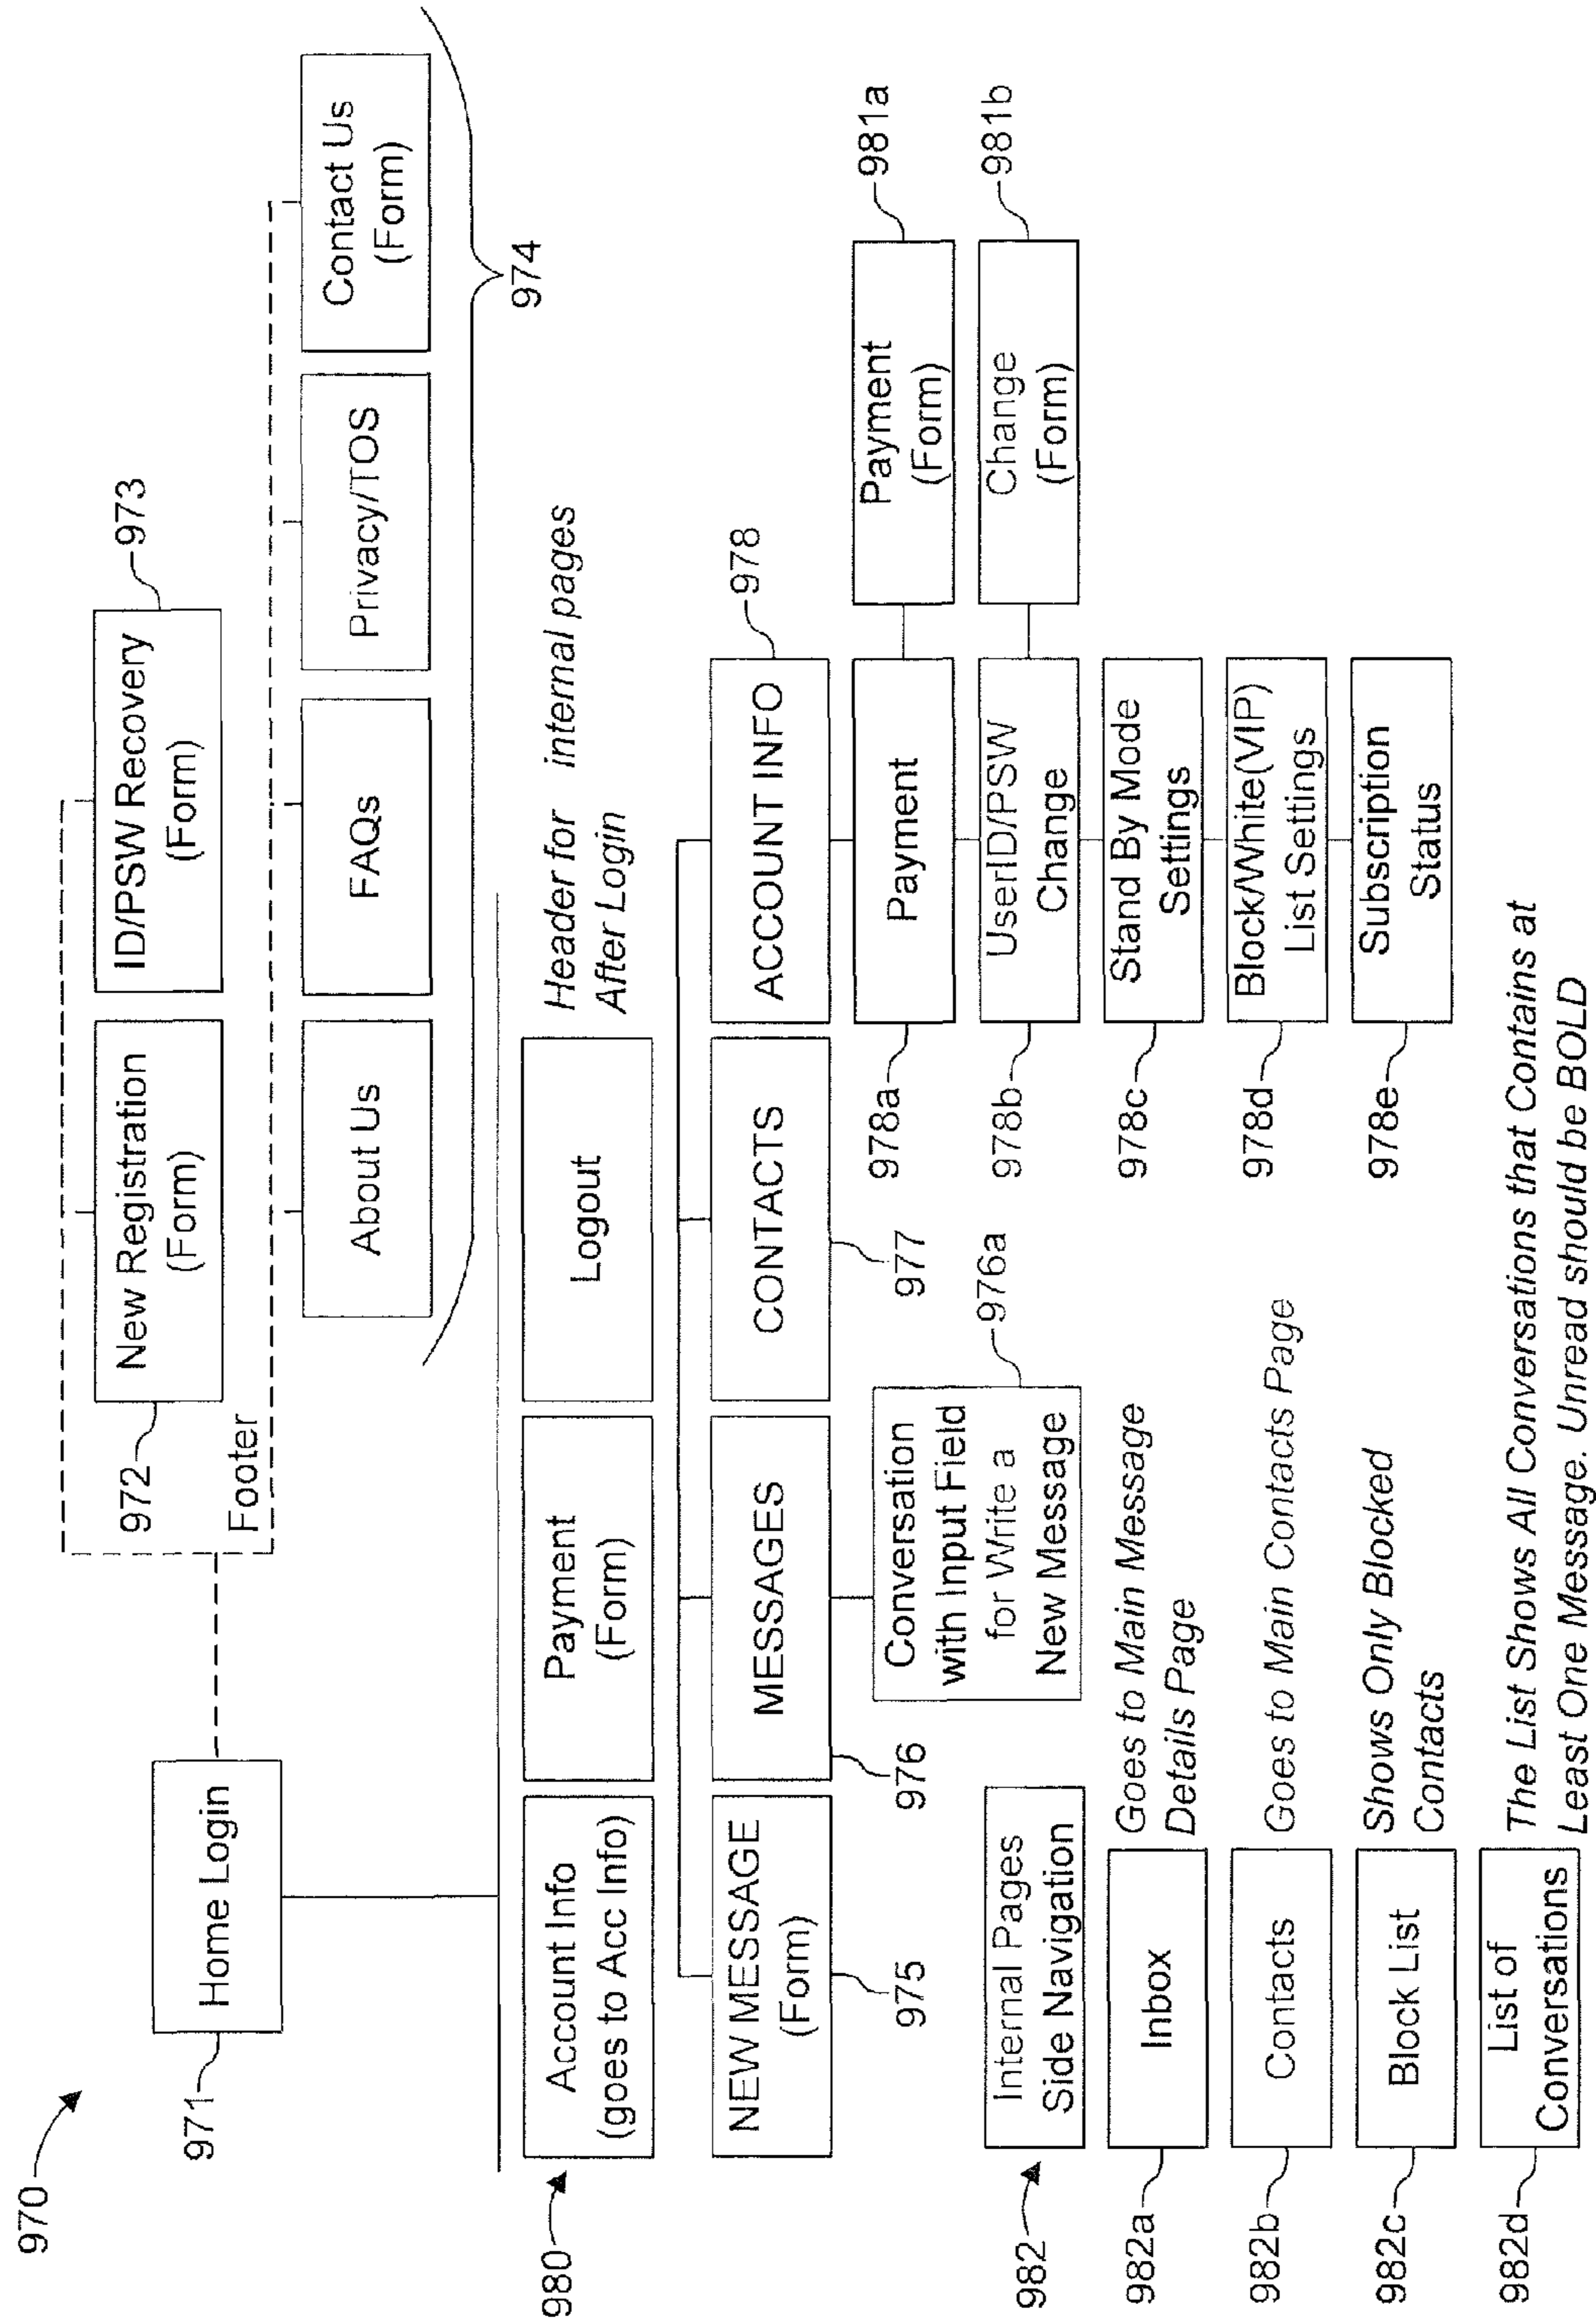 970
971
Home Login
972
New Registration
(Form)
ID/PSW Recovery
(Form)
973
Footer
About Us
FAQs
Privacy/TOS
Contact Us
(Form)
974
980
Account Info
(goes to Acc Info)
Payment
(Form)
Logout
Header for internal pages
After Login
NEW MESSAGE
(Form)
975
MESSAGES
976
CONTACTS
977
ACCOUNT INFO
978
Conversation
with Input Field
for Write a
New Message
976a
978a
Payment
Payment
(Form)
981a
978b
UserID/PSW
Change
Change
(Form)
981b
978c
Stand By Mode
Settings
978d
Block/White(VIP)
List Settings
978e
Subscription
Status
982
Internal Pages
Side Navigation
982a
Inbox
Goes to Main Message
Details Page
982b
Contacts
Goes to Main Contacts Page
982c
Block List
Shows Only Blocked
Contacts
982d
List of
Conversations
The List Shows All Conversations that Contains at
Least One Message. Unread should be BOLD